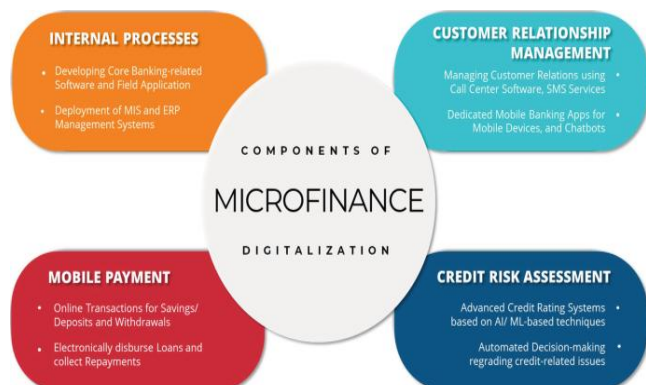 INTERNAL PROCESSES
• Developing Core Banking-related
Software and Field Application
• Deployment of MIS and ERP
Management Systems
CUSTOMER RELATIONSHIP
MANAGEMENT
Managing Customer Relations using •
Call Center Software, SMS Services
Dedicated Mobile Banking Apps for •
Mobile Devices, and Chatbots
COMPONENTS OF
MICROFINANCE
DIGITALIZATION
MOBILE PAYMENT
• Online Transactions for Savings/
Deposits and Withdrawals
• Electronically disburse Loans and
collect Repayments
CREDIT RISK ASSESSMENT
Advanced Credit Rating Systems •
based on AI/ ML-based techniques
Automated Decision-making •
regrading credit-related issues